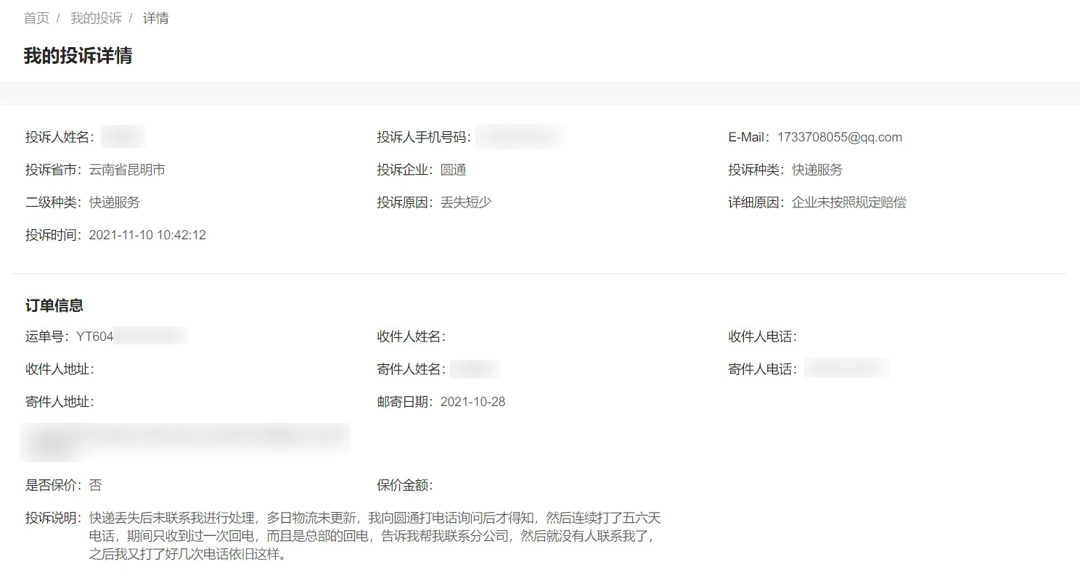 首页 / 我的投诉 / 详情
我的投诉详情
投诉人姓名： 投诉人手机号码： E-Mail：1733708055@qq.com
投诉省市：云南省昆明市 投诉企业：圆通 投诉种类：快递服务
二级种类：快递服务 投诉原因：丢失短少 详细原因：企业未按照规定赔偿
投诉时间：2021-11-10 10:42:12
订单信息
运单号：YT604 收件人姓名： 收件人电话：
收件人地址： 寄件人姓名： 寄件人电话：
寄件人地址： 邮寄日期：2021-10-28
是否保价：否 保价金额：
投诉说明：快递丢失后未联系我进行处理，多日物流未更新，我向圆通打电话询问后才得知，然后连续打了五六天
电话，期间只收到过一次回电，而且是总部的回电，告诉我帮我联系分公司，然后就没有人联系我了，
之后我又打了好几次电话依旧这样。